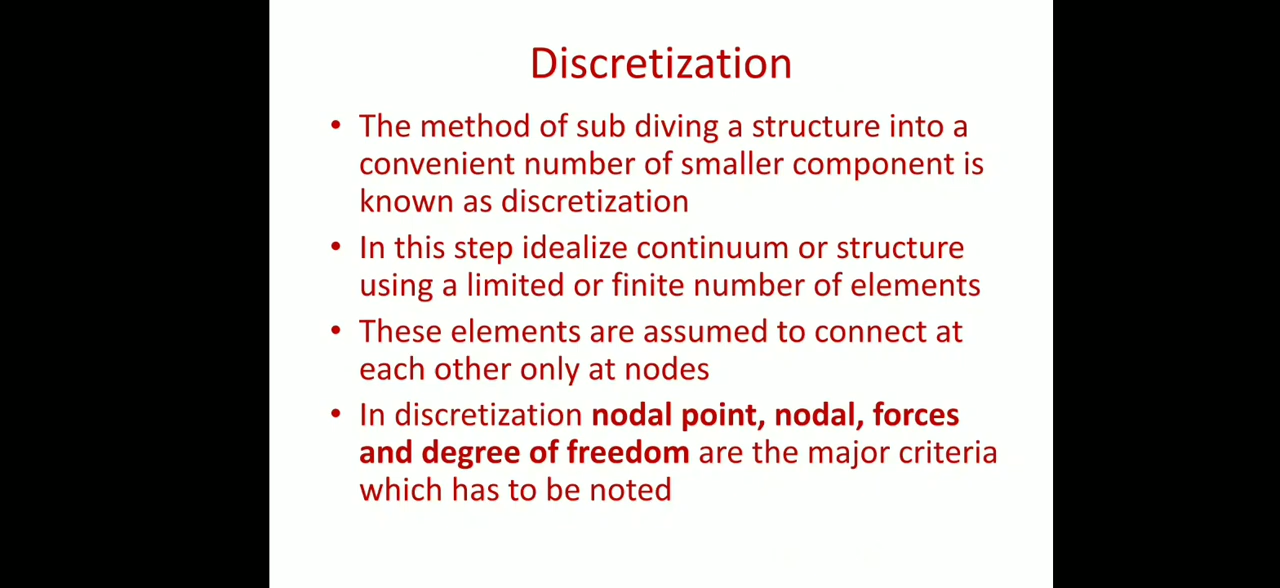 Discretization
• The method of sub diving a structure into a
convenient number of smaller component is
known as discretization
• In this step idealize continuum or structure
using a limited or finite number of elements
• These elements are assumed to connect at
each other only at nodes
• In discretization nodal point, nodal, forces
and degree of freedom are the major criteria
which has to be noted